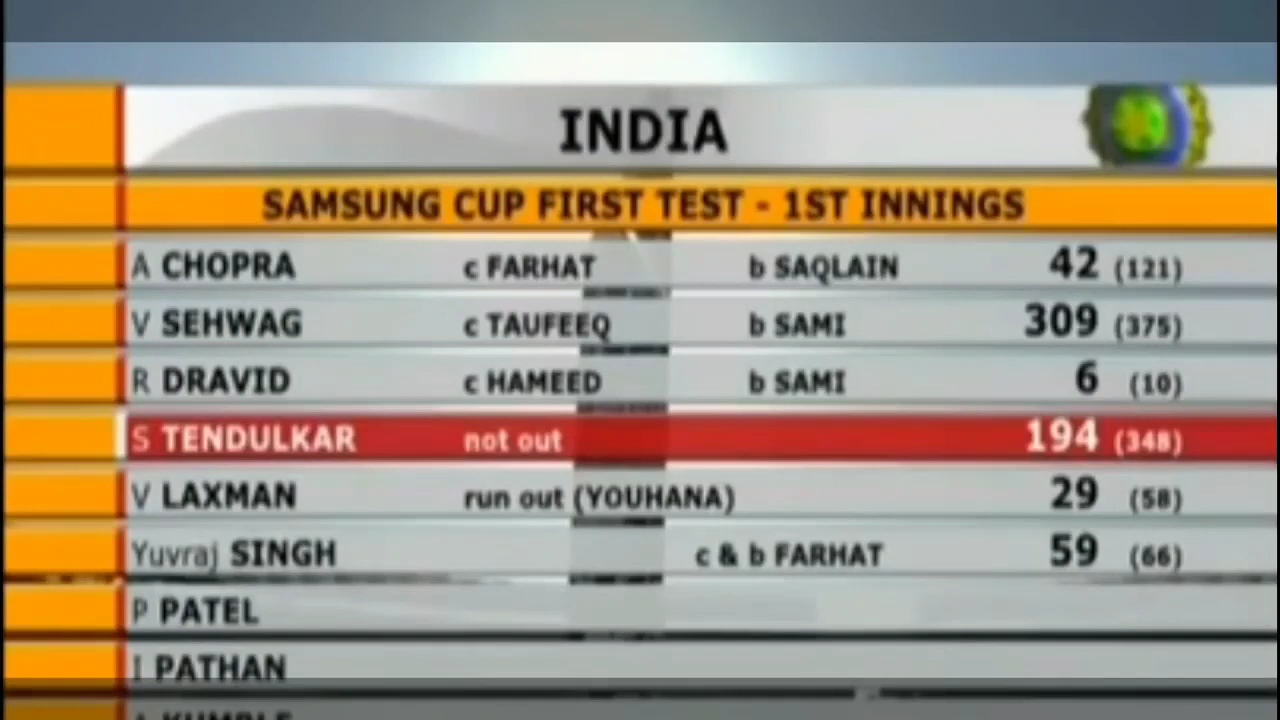 INDIA
SAMSUNG CUP FIRST TEST - 1ST INNINGS
A CHOPRA c FARHAT b SAQLAIN 42 (121)
V SEHWAG c TAUFEEQ b SAMI 309 (375)
R DRAVID c HAMEED b SAMI 6 (10)
S TENDULKAR not out 194 (348)
V LAXMAN run out (YOUHANA) 29 (58)
Yuvraj SINGH c & b FARHAT 59 (66)
P PATEL
I PATHAN
A KUMBLE